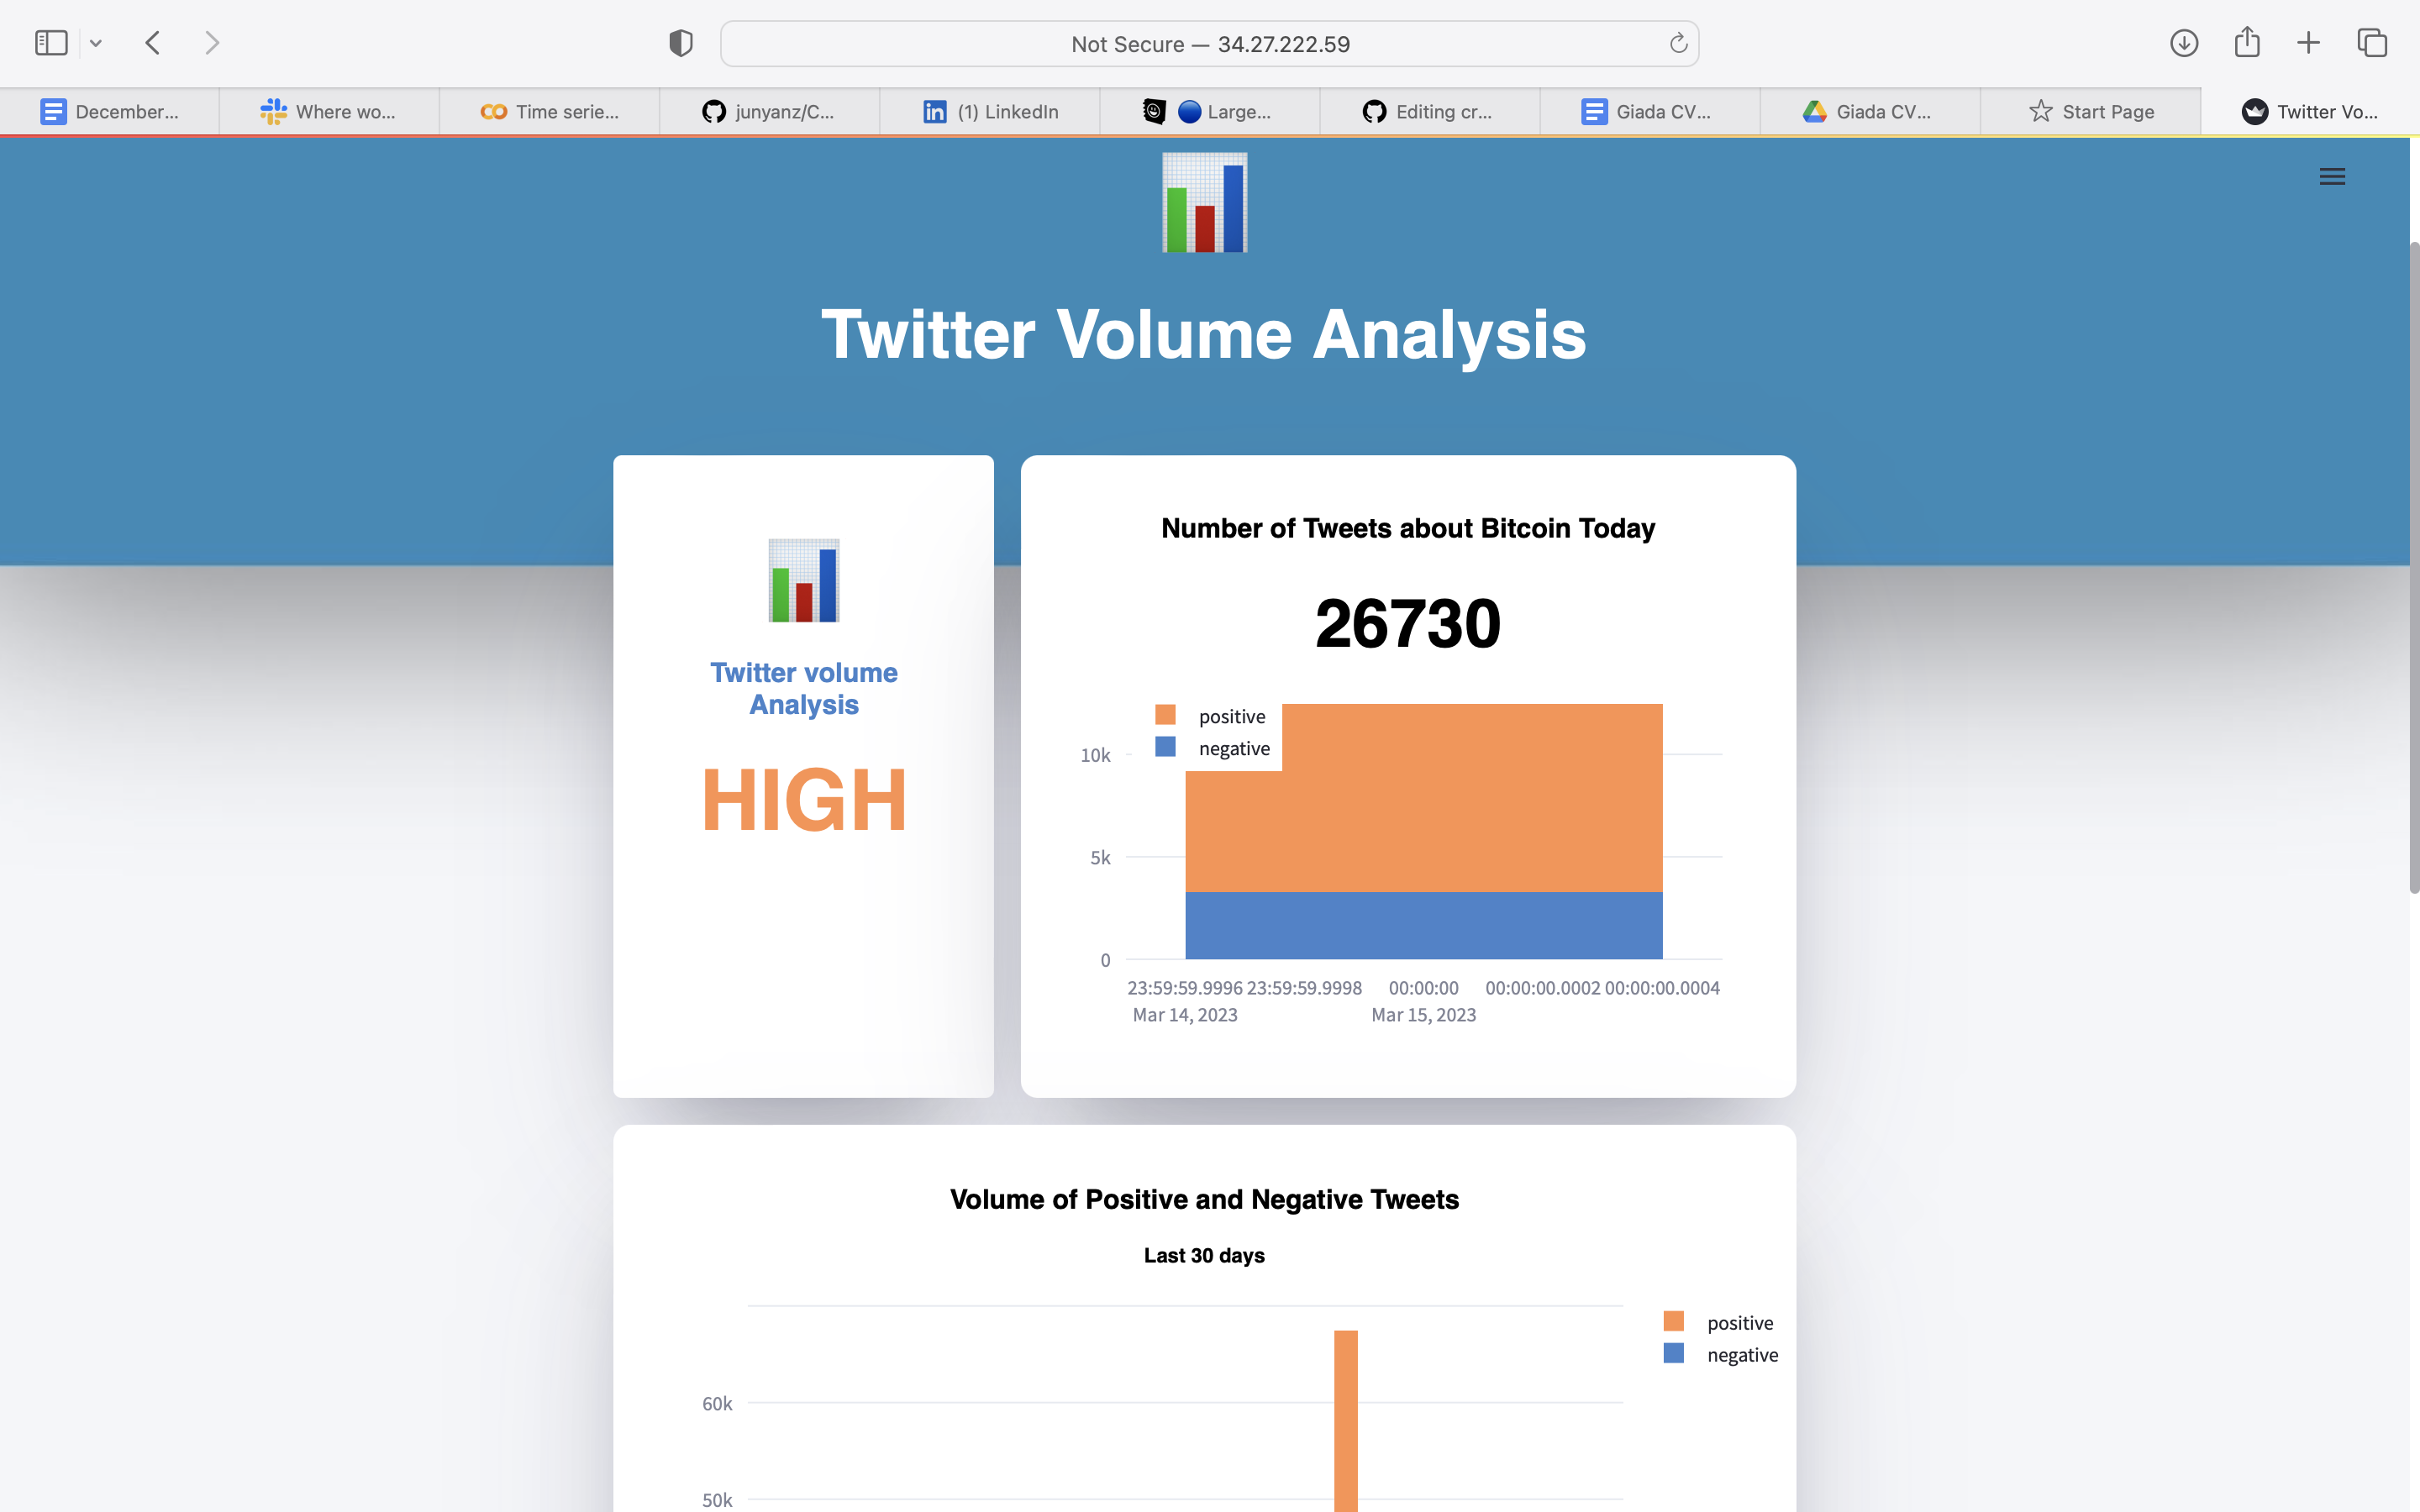 Not Secure — 34.27.222.59
December...
Where wo...
Time serie...
junyanz/C...
(1) LinkedIn
Large...
Editing cr...
Giada CV...
Giada CV...
Start Page
Twitter Vo...
Twitter Volume Analysis
Twitter volume
Analysis
HIGH
Number of Tweets about Bitcoin Today
26730
positive
negative
10k
5k
0
23:59:59.9996 23:59:59.9998 00:00:00 00:00:00.0002 00:00:00.0004
Mar 14, 2023 Mar 15, 2023
Volume of Positive and Negative Tweets
Last 30 days
positive
negative
60k
50k